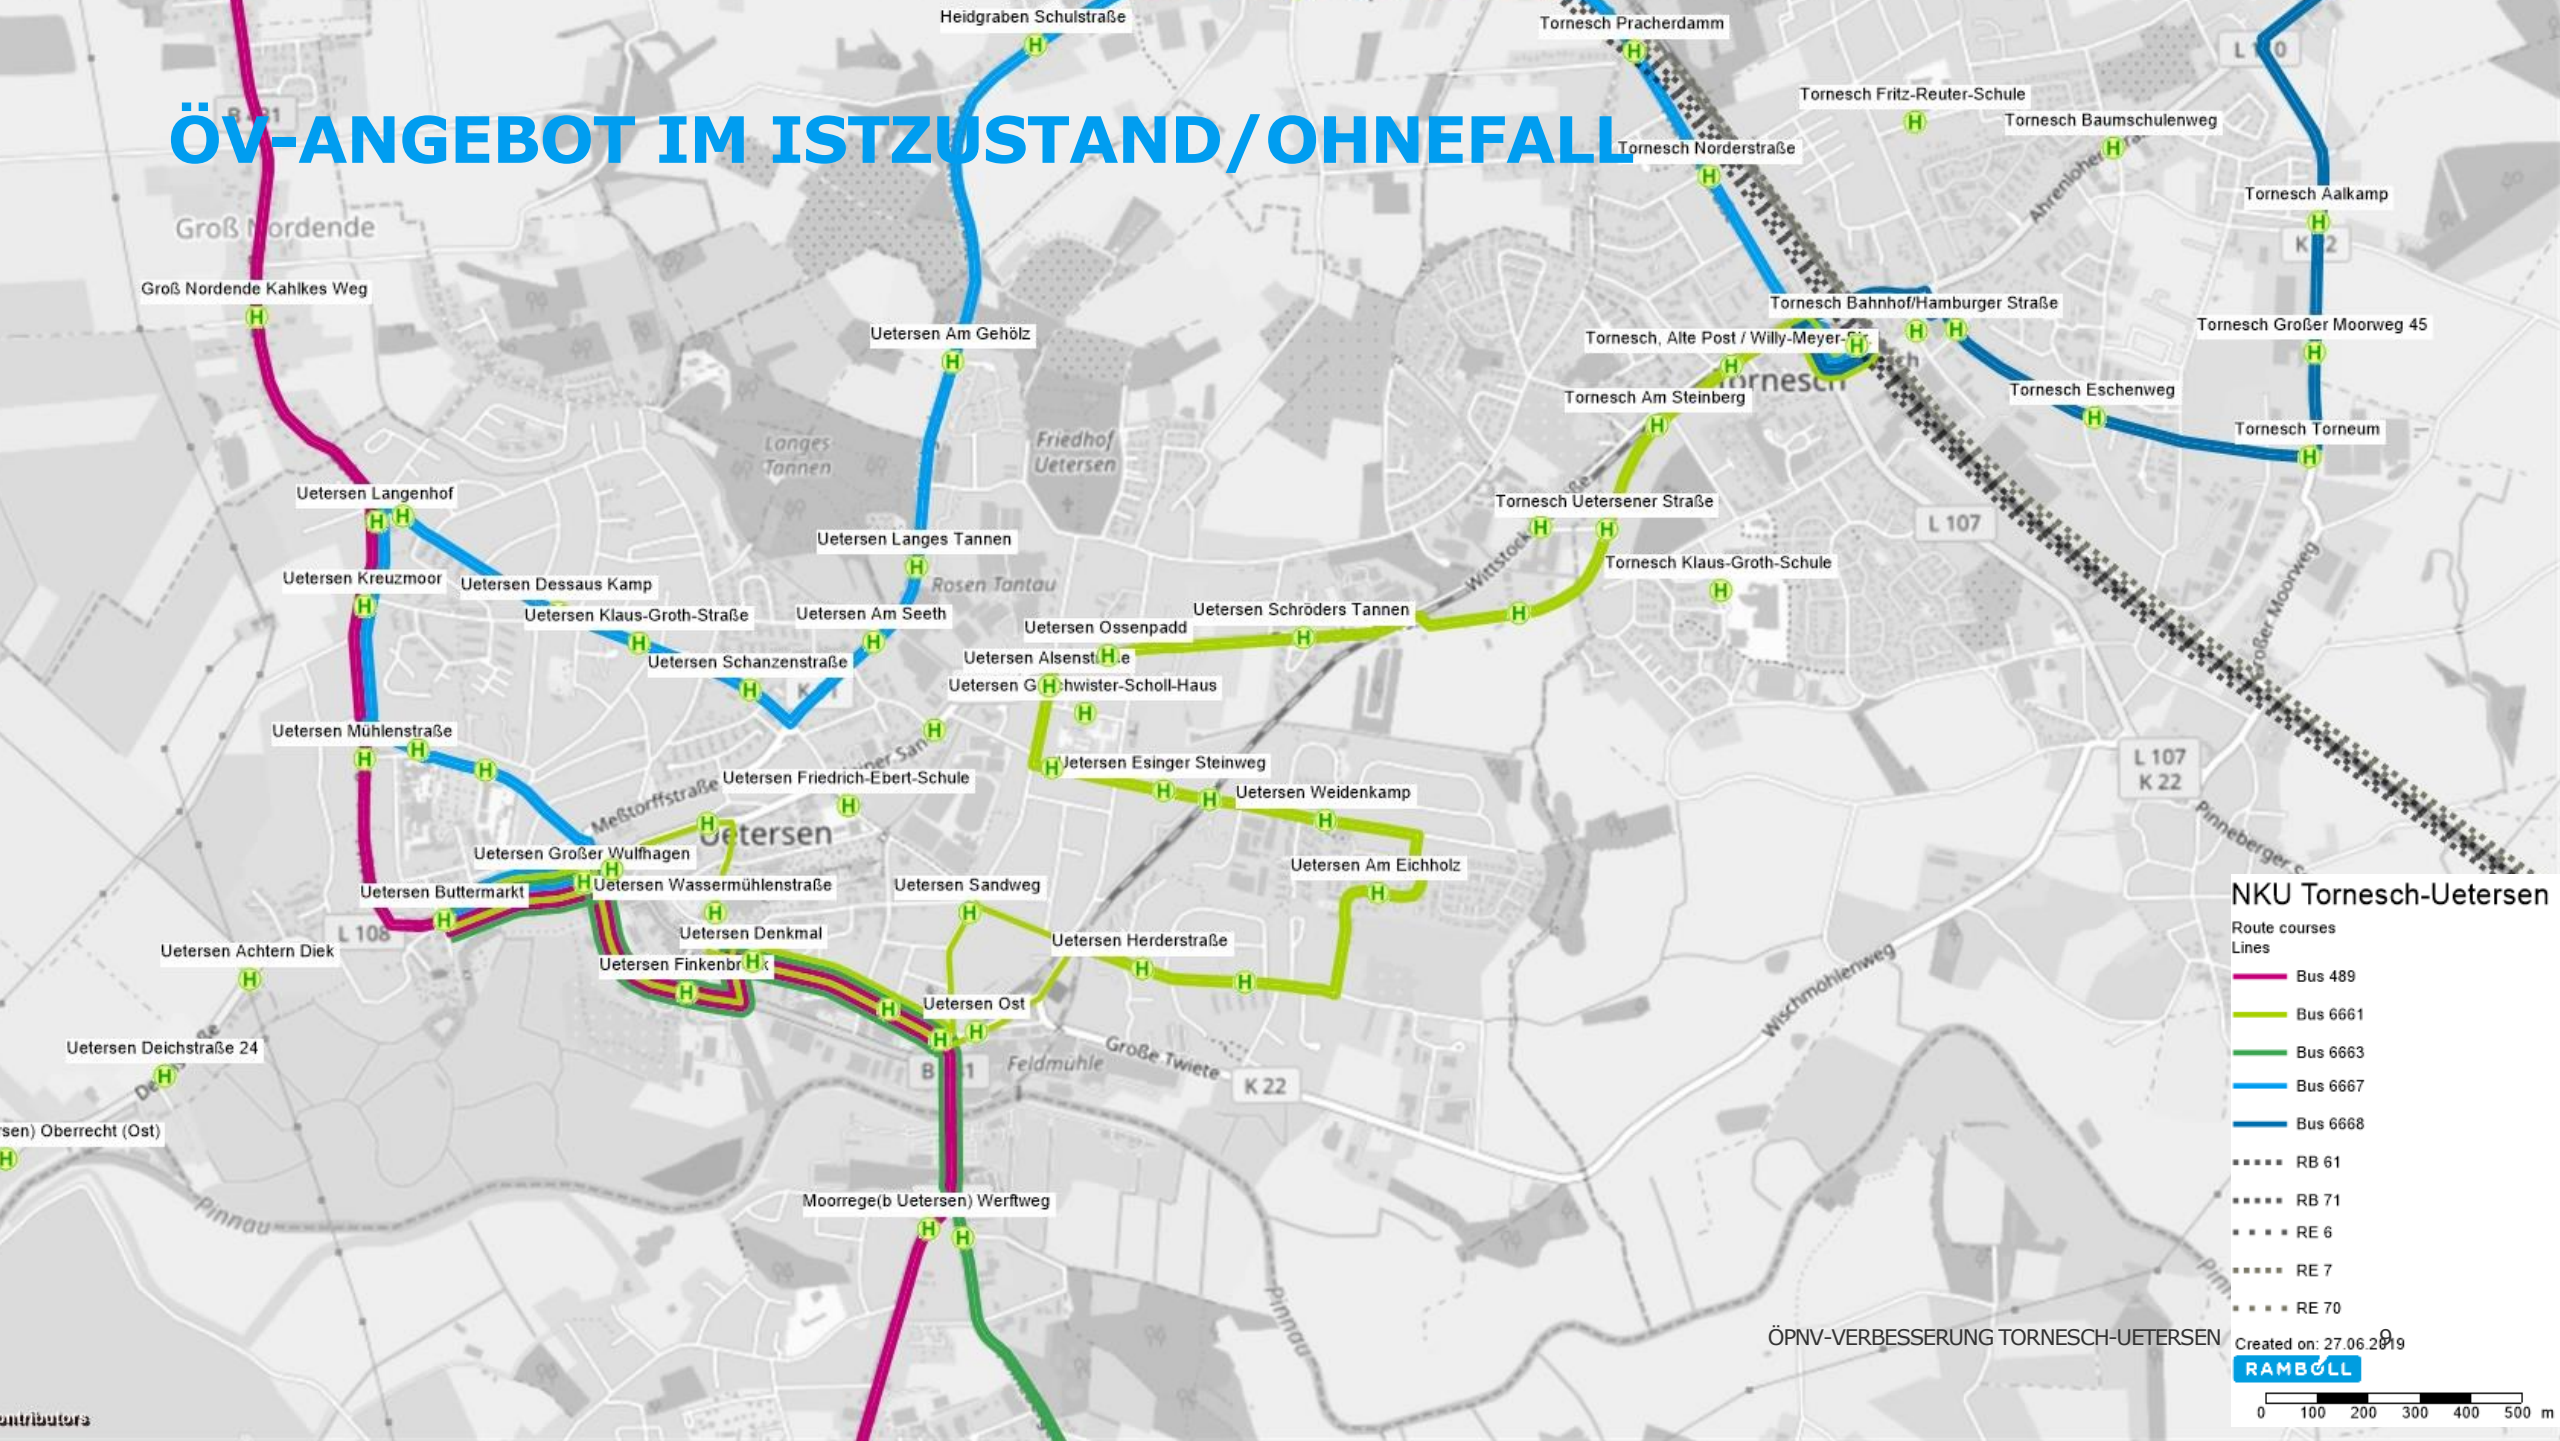 Heidgraben Schulstraße
Tornesch Pracherdamm
ÖV-ANGEBOT IM ISTZUSTAND/OHNEFALL
Tornesch Fritz-Reuter-Schule
Tornesch Baumschulenweg
Tornesch Norderstraße
Tornesch Aalkamp
Groß Nordende
Groß Nordende Kahlkes Weg
Uetersen Am Gehölz
Tornesch Bahnhof/Hamburger Straße
Tornesch, Alte Post / Willy-Meyer-
Tornesch Großer Moorweg 45
Tornesch
Tornesch Am Steinberg
Tornesch Eschenweg
Tornesch Torneum
Langes
Tannen
Friedhof
Uetersen
Uetersen Langenhof
Tornesch Uetersener Straße
L 107
Uetersen Langes Tannen
Rosen Tantau
Wittstock
Tornesch Klaus-Groth-Schule
Großer Moorweg
Uetersen Kreuzmoor
Uetersen Dessaus Kamp
Uetersen Klaus-Groth-Straße
Uetersen Am Seeth
Uetersen Schröders Tannen
Uetersen Ossenpadd
Uetersen Schanzenstraße
Uetersen Mühlenstraße
Uetersen Esinger Steinweg
Uetersen Friedrich-Ebert-Schule
Meßtorffstraße
Uetersen Weidenkamp
L 107
K 22
Pinneberger
Uetersen
Uetersen Großer Wulfhagen
Uetersen Am Eichholz
Uetersen Buttermarkt
Uetersen Wassermühlenstraße
Uetersen Sandweg
L 108
Uetersen Denkmal
Uetersen Herderstraße
Uetersen Achtern Diek
Uetersen Ost
Wischmöhlenweg
Uetersen Deichstraße 24
Feldmühle
Große Twiete
K 22
Oberrecht (Ost)
Pinnau
Moorrege(b Uetersen) Werftweg
Pinnau
NKU Tornesch-Uetersen
Route courses
Lines
Bus 489
Bus 6661
Bus 6663
Bus 6667
Bus 6668
RB 61
RB 71
RE 6
RE 7
RE 70
ÖPNV-VERBESSERUNG TORNESCH-UETERSEN
9
Created on: 27.06.2019
RAMBOLL
0 100 200 300 400 500 m